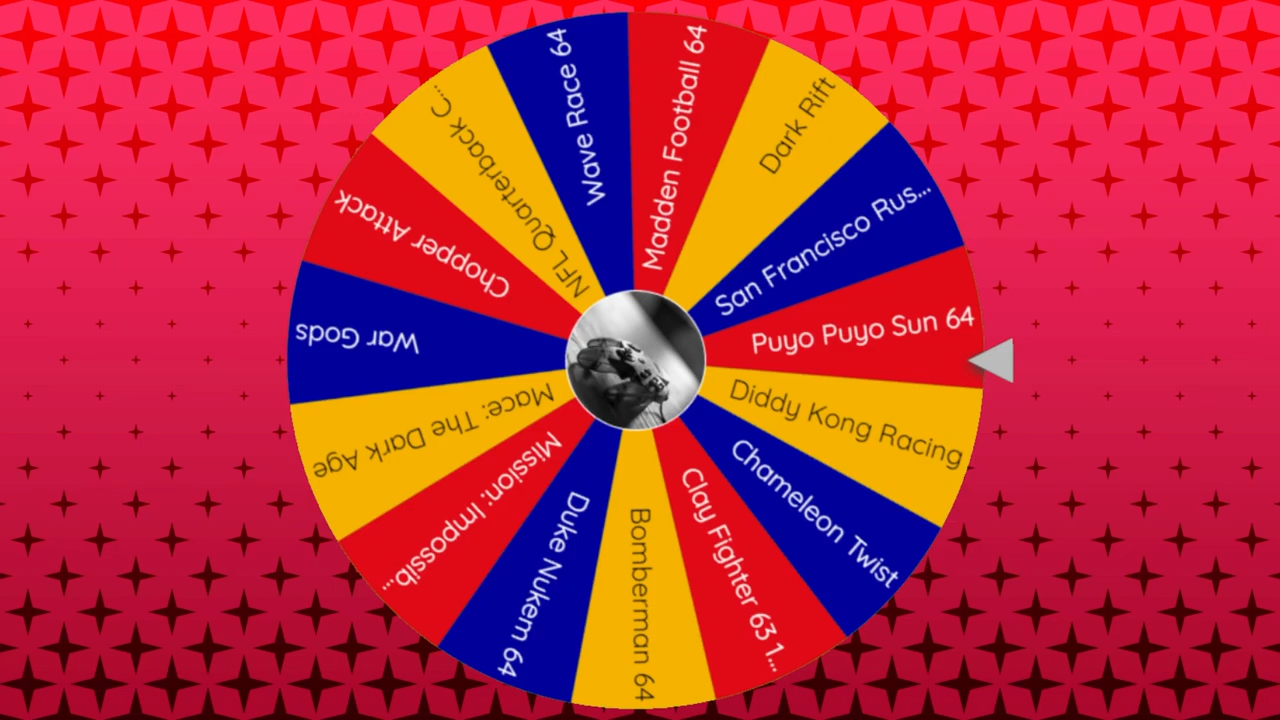 Wave Race 64
Madden Football 64
Dark Rift
San Francisco Rus...
Puyo Puyo Sun 64
Diddy Kong Racing
Chameleon Twist
Clay Fighter 63 1...
Bomberman 64
Duke Nukem 64
Mission: Impossib...
Mace: The Dark Age
War Gods
Chopper Attack
NFL Quarterback C...